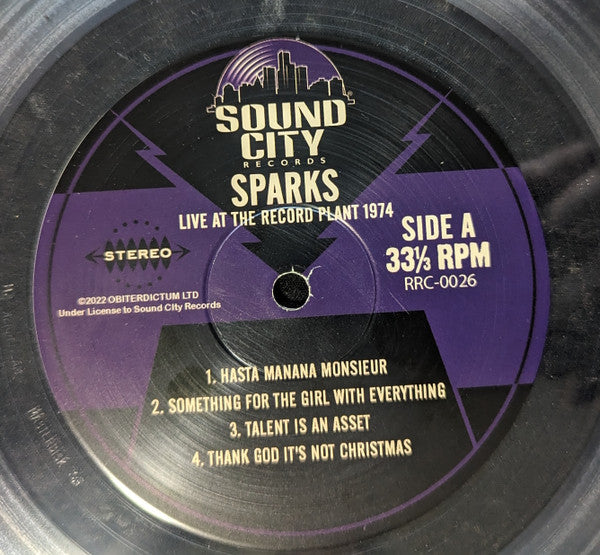 SOUND
CITY
RECORDS
SPARKS
LIVE AT THE RECORD PLANT 1974
SIDE A
33⅓ RPM
RRC-0026
STEREO
©2022 OBITERDICTUM LTD
Under License to Sound City Records
1. HASTA MANANA MONSIEUR
2. SOMETHING FOR THE GIRL WITH EVERYTHING
3. TALENT IS AN ASSET
4. THANK GOD IT'S NOT CHRISTMAS